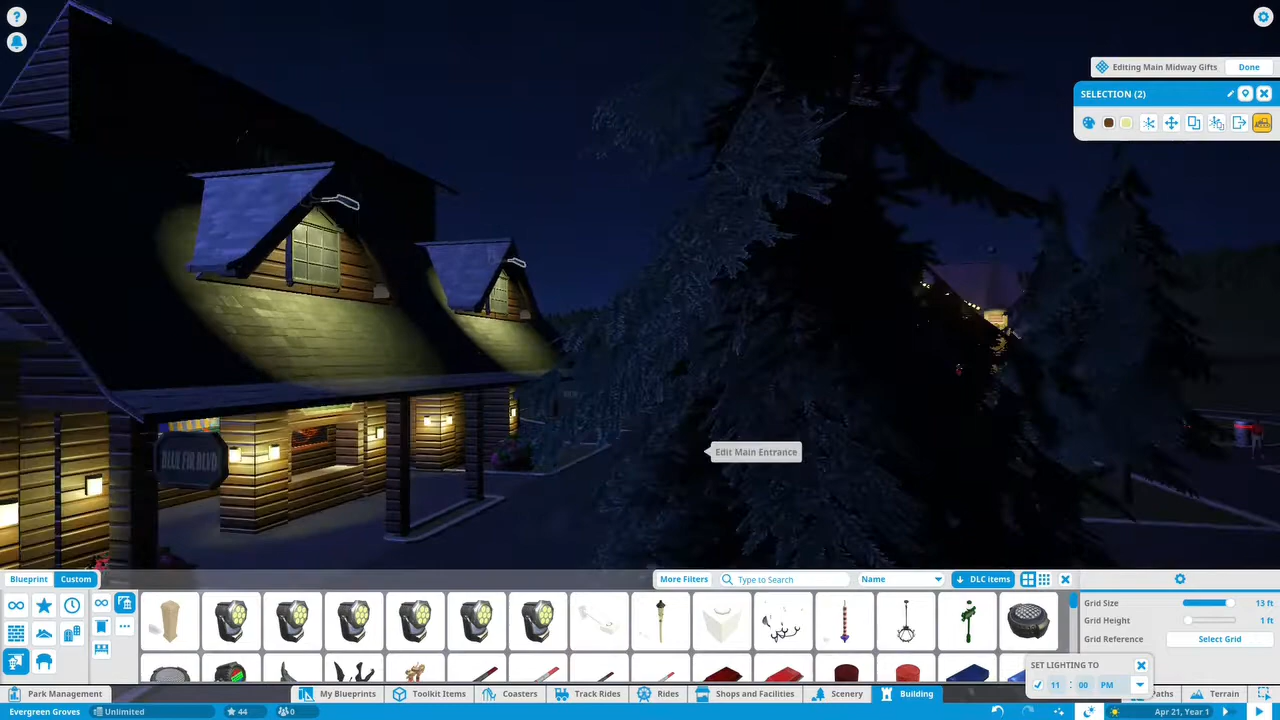 ?
Editing Main Midway Gifts Done
SELECTION (2)
BLUE FIR BLVD
Edit Main Entrance
Blueprint Custom More Filters Type to Search Name DLC items
Grid Size 13 ft
Grid Height 1 ft
Grid Reference Select Grid
SET LIGHTING TO
11 : 00 PM
Park Management My Blueprints Toolkit Items Coasters Track Rides Rides Shops and Facilities Scenery Building Paths Terrain
Evergreen Groves Unlimited 44 0 Apr 21, Year 1